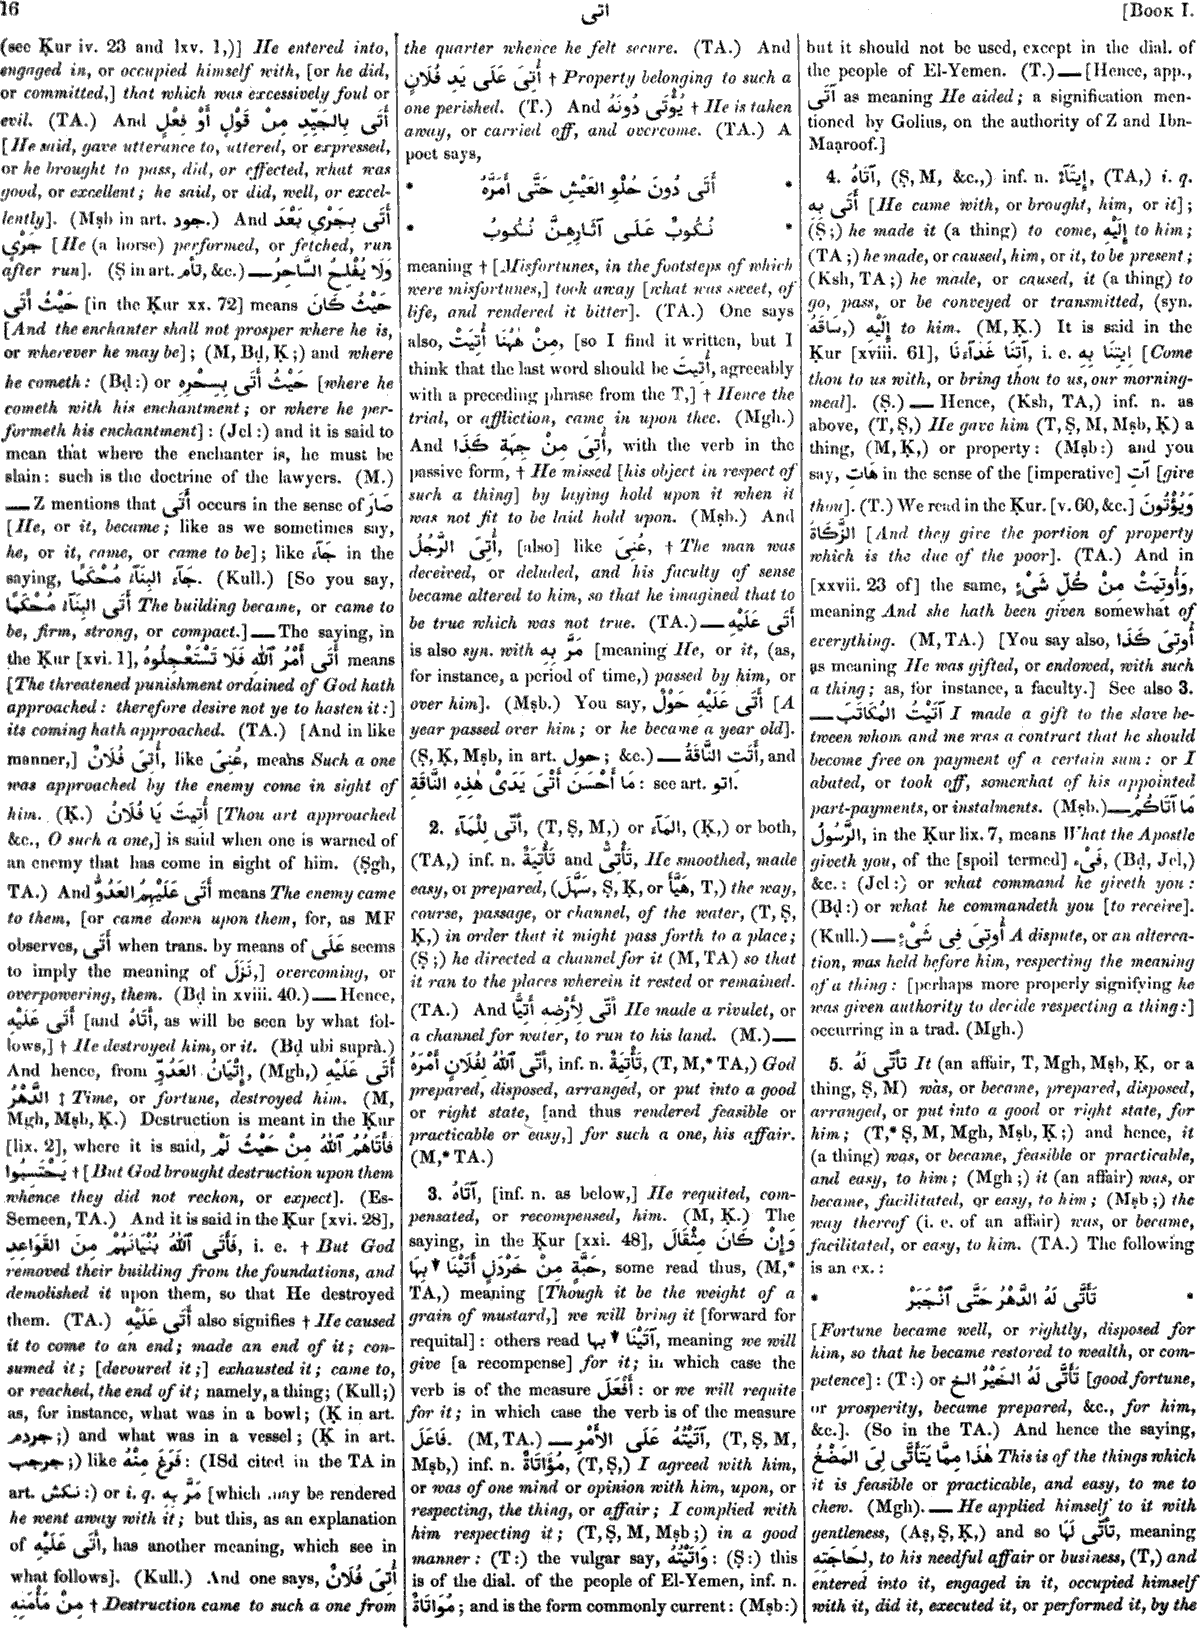 16
اتى
[Book I.
(see Ḳur iv. 23 and lxv. 1,)] He entered into,
engaged in, or occupied himself with, [or he did,
or committed,] that which was excessively foul or
evil. (TA.) And أَتَى بِالجَيِّدِ مِنْ قَوْلٍ أَوْ فِعْلٍ
[He said, gave utterance to, uttered, or expressed,
or he brought to pass, did, or effected, what was
good, or excellent; he said, or did, well, or excel-
lently]. (Mṣb in art. جود.) And أَتَى بِجَرْىٍ بَعْدَ
جَرْىٍ [He (a horse) performed, or fetched, run
after run]. (Ṣ in art. تأم, &c.) — وَلَا يُفْلِحُ السَّاحِرُ
حَيْثُ أَتَى [in the Ḳur xx. 72] means حَيْثُ كَانَ
[And the enchanter shall not prosper where he is,
or wherever he may be]; (M, Bḍ, Ḳ;) and where
he cometh: (Bḍ:) or حَيْثُ أَتَى بِسِحْرِهِ [where he
cometh with his enchantment; or where he per-
formeth his enchantment]: (Jel:) and it is said to
mean that where the enchanter is, he must be
slain: such is the doctrine of the lawyers. (M.)
— Z mentions that أَتَى occurs in the sense of صَارَ
[He, or it, became; like as we sometimes say,
he, or it, came, or came to be]; like جَآءَ in the
saying, جَآءَ البِنَآءُ مُحْكَمًا. (Kull.) [So you say,
أَتَى البِنَآءُ مُحْكَمًا The building became, or came to
be, firm, strong, or compact.] — The saying, in
the Ḳur [xvi. 1], أَتَى أَمْرُ ٱللّٰهِ فَلَا تَسْتَعْجِلُوهُ means
[The threatened punishment ordained of God hath
approached: therefore desire not ye to hasten it:]
its coming hath approached. (TA.) [And in like
manner,] أُتِىَ فُلَانٌ, like عُنِىَ, means Such a one
was approached by the enemy come in sight of
him. (Ḳ.) أُتِيتَ يَا فُلَانُ [Thou art approached
&c., O such a one,] is said when one is warned of
an enemy that has come in sight of him. (Ṣgh,
TA.) And أَتَى عَلَيْهِمُ العَدُوُّ means The enemy came
to them, [or came down upon them, for, as MF
observes, أَتَى when trans. by means of عَلَى seems
to imply the meaning of نَزَلَ,] overcoming, or
overpowering, them. (Bḍ in xviii. 40.) — Hence,
أَتَى عَلَيْهِ [and أَتَاهُ, as will be seen by what fol-
lows,] † He destroyed him, or it. (Bḍ ubi suprà.)
And hence, from إِتْيَانُ العَدُوِّ, (Mgh,) أَتَى عَلَيْهِ
الدَّهْرُ ‡ Time, or fortune, destroyed him. (M,
Mgh, Mṣb, Ḳ.) Destruction is meant in the Ḳur
[lix. 2], where it is said, فَأَتَاهُمُ ٱللّٰهُ مِنْ حَيْثُ لَمْ
يَحْتَسِبُوا † [But God brought destruction upon them
whence they did not reckon, or expect]. (Es-
Semeen, TA.) And it is said in the Ḳur [xvi. 28],
فَأَتَى ٱللّٰهُ بُنْيَانَهُمْ مِنَ القَوَاعِدِ, i. e. † But God
removed their building from the foundations, and
demolished it upon them, so that He destroyed
them. (TA.) أَتَى عَلَيْهِ also signifies † He caused
it to come to an end; made an end of it; con-
sumed it; [devoured it;] exhausted it; came to,
or reached, the end of it; namely, a thing; (Kull;)
as, for instance, what was in a bowl; (Ḳ in art.
جردم;) and what was in a vessel; (Ḳ in art.
جرجب;) like فَرَغَ مِنْهُ: (ISd cited in the TA in
art. نكش:) or i. q. مَرَّ بِهِ [which may be rendered
he went away with it; but this, as an explanation
of أَتَى عَلَيْهِ, has another meaning, which see in
what follows]. (Kull.) And one says, أُتِىَ فُلَانٌ
مِنْ مَأْمَنِهِ † Destruction came to such a one from
the quarter whence he felt secure. (TA.) And
أُتِىَ عَلَى يَدِ فُلَانٍ † Property belonging to such a
one perished. (T.) And يُؤْتَى دُونَهُ † He is taken
away, or carried off, and overcome. (TA.) A
poet says,
* أَتَى دُونَ حُلْوِ العَيْشِ حَتَّى أَمَرَّهُ *
* نُكُوبٌ عَلَى آثَارِهِنَّ نُكُوبُ *
meaning † [Misfortunes, in the footsteps of which
were misfortunes,] took away [what was sweet, of
life, and rendered it bitter]. (TA.) One says
also, مِنْ هٰهُنَا أَتَيْتَ, [so I find it written, but I
think that the last word should be أُتِيتَ, agreeably
with a preceding phrase from the T,] † Hence the
trial, or affliction, came in upon thee. (Mgh.)
And أُتِىَ مِنْ جِهَةِ كَذَا, with the verb in the
passive form, † He missed [his object in respect of
such a thing] by laying hold upon it when it
was not fit to be laid hold upon. (Mṣb.) And
أُتِىَ الرَّجُلُ, [also] like عُنِىَ, † The man was
deceived, or deluded, and his faculty of sense
became altered to him, so that he imagined that to
be true which was not true. (TA.) — أَتَى عَلَيْهِ
is also syn. with مَرَّ بِهِ [meaning He, or it, (as,
for instance, a period of time,) passed by him, or
over him]. (Mṣb.) You say, أَتَى عَلَيْهِ حَوْلٌ [A
year passed over him; or he became a year old].
(Ṣ, Ḳ, Mṣb, in art. حول; &c.) — أَتَتِ النَّاقَةُ, and
مَا أَحْسَنَ أَتْىَ يَدَىْ هٰذِهِ النَّاقَةِ: see art. اتو.
2. أَتَّى لِلْمَآءِ, (T, Ṣ, M,) or المَآءَ, (Ḳ,) or both,
(TA,) inf. n. تَأْتِيَةٌ and تَأَتِّىٌّ, He smoothed, made
easy, or prepared, (سَهَّلَ, Ṣ, Ḳ, or هَيَّأَ, T,) the way,
course, passage, or channel, of the water, (T, Ṣ,
Ḳ,) in order that it might pass forth to a place;
(Ṣ;) he directed a channel for it (M, TA) so that
it ran to the places wherein it rested or remained.
(TA.) And أَتَّى لِأَرْضِهِ أَتِيًّا He made a rivulet, or
a channel for water, to run to his land. (M.) —
أَتَّى ٱللّٰهُ لِفُلَانٍ أَمْرَهُ, inf. n. تَأْتِيَةٌ, (T, M,* TA,) God
prepared, disposed, arranged, or put into a good
or right state, [and thus rendered feasible or
practicable or easy,] for such a one, his affair.
(M,* TA.)
3. آتَاهُ, [inf. n. as below,] He requited, com-
pensated, or recompensed, him. (M, Ḳ.) The
saying, in the Ḳur [xxi. 48], وَإِنْ كَانَ مِثْقَالَ
حَبَّةٍ مِنْ خَرْدَلٍ أَتَيْنَا ▼ بِهَا, some read thus, (M,*
TA,) meaning [Though it be the weight of a
grain of mustard,] we will bring it [forward for
requital]: others read آتَيْنَا ▼ بِهَا, meaning we will
give [a recompense] for it; in which case the
verb is of the measure أَفْعَلَ: or we will requite
for it; in which case the verb is of the measure
فَاعَلَ. (M, TA.) — آتَيْتُهُ عَلَى الأَمْرِ, (T, Ṣ, M,
Mṣb,) inf. n. مُؤَاتَاةٌ, (T, Ṣ,) I agreed with him,
or was of one mind or opinion with him, upon, or
respecting, the thing, or affair; I complied with
him respecting it; (T, Ṣ, M, Mṣb;) in a good
manner: (T:) the vulgar say, وَاتَيْتُهُ: (Ṣ:) this
is of the dial. of the people of El-Yemen, inf. n.
مُوَاتَاةٌ; and is the form commonly current: (Mṣb:)
but it should not be used, except in the dial. of
the people of El-Yemen. (T.) — [Hence, app.,
آتَى as meaning He aided; a signification men-
tioned by Golius, on the authority of Z and Ibn-
Maạroof.]
4. آتَاهُ, (Ṣ, M, &c.,) inf. n. إِيتَآءٌ, (TA,) i. q.
أَتَى بِهِ [He came with, or brought, him, or it];
(Ṣ;) he made it (a thing) to come, إِلَيْهِ to him;
(TA;) he made, or caused, him, or it, to be present;
(Ksh, TA;) he made, or caused, it (a thing) to
go, pass, or be conveyed or transmitted, (syn.
سَاقَهُ,) إِلَيْهِ to him. (M, Ḳ.) It is said in the
Ḳur [xviii. 61], آتِنَا غَدَآءَنَا, i. e. اِيتِنَا بِهِ [Come
thou to us with, or bring thou to us, our morning-
meal]. (Ṣ.) — Hence, (Ksh, TA,) inf. n. as
above, (T, Ṣ,) He gave him (T, Ṣ, M, Mṣb, Ḳ) a
thing, (M, Ḳ,) or property: (Mṣb:) and you
say, هَاتِ in the sense of the [imperative] آتِ [give
thou]. (T.) We read in the Ḳur. [v. 60, &c.] وَيُؤْتُونَ
الزَّكَاةَ [And they give the portion of property
which is the due of the poor]. (TA.) And in
[xxvii. 23 of] the same, وَأُوتِيَتْ مِنْ كُلِّ شَىْءٍ,
meaning And she hath been given somewhat of
everything. (M, TA.) [You say also, أُوتِىَ كَذَا
as meaning He was gifted, or endowed, with such
a thing; as, for instance, a faculty.] See also 3.
— آتَيْتُ المُكَاتَبَ I made a gift to the slave be-
tween whom and me was a contract that he should
become free on payment of a certain sum: or I
abated, or took off, somewhat of his appointed
part-payments, or instalments. (Mṣb.) — مَا آتَاكُمُ
الرَّسُولُ, in the Ḳur lix. 7, means What the Apostle
giveth you, of the [spoil termed] فَىْء, (Bḍ, Jel,)
&c.: (Jel:) or what command he giveth you:
(Bḍ:) or what he commandeth you [to receive].
(Kull.) — أُوتِىَ فِى شَىْءٍ A dispute, or an alterca-
tion, was held before him, respecting the meaning
of a thing: [perhaps more properly signifying he
was given authority to decide respecting a thing:]
occurring in a trad. (Mgh.)
5. تَأَتَّى لَهُ It (an affair, T, Mgh, Mṣb, Ḳ, or a
thing, Ṣ, M) was, or became, prepared, disposed,
arranged, or put into a good or right state, for
him; (T,* Ṣ, M, Mgh, Mṣb, Ḳ;) and hence, it
(a thing) was, or became, feasible or practicable,
and easy, to him; (Mgh;) it (an affair) was, or
became, facilitated, or easy, to him; (Mṣb;) the
way thereof (i. e. of an affair) was, or became,
facilitated, or easy, to him. (TA.) The following
is an ex.:
* تَأَتَّى لَهُ الدَّهْرُ حَتَّى ٱنْجَبَرْ *
[Fortune became well, or rightly, disposed for
him, so that he became restored to wealth, or com-
petence]: (T:) or تَأَتَّى لَهُ الخَيْرُ الخ [good fortune,
or prosperity, became prepared, &c., for him,
&c.]. (So in the TA.) And hence the saying,
هٰذَا مِمَّا يَتَأَتَّى لِىَ المَضْغُ This is of the things which
it is feasible or practicable, and easy, to me to
chew. (Mgh). — He applied himself to it with
gentleness, (Aṣ, Ṣ, Ḳ,) and so تَأَتَّى لَهَا, meaning
لِحَاجَتِهِ, to his needful affair or business, (T,) and
entered into it, engaged in it, occupied himself
with it, did it, executed it, or performed it, by the